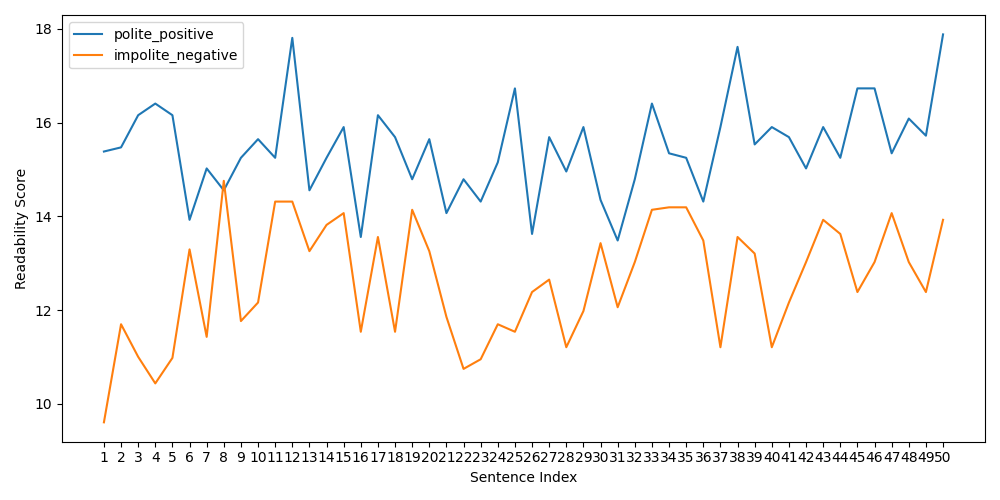 18
16
14
12
10
Readability Score
polite_positive
impolite_negative
1 2 3 4 5 6 7 8 9 10 11 12 13 14 15 16 17 18 19 20 21 22 23 24 25 26 27 28 29 30 31 32 33 34 35 36 37 38 39 40 41 42 43 44 45 46 47 48 49 50
Sentence Index